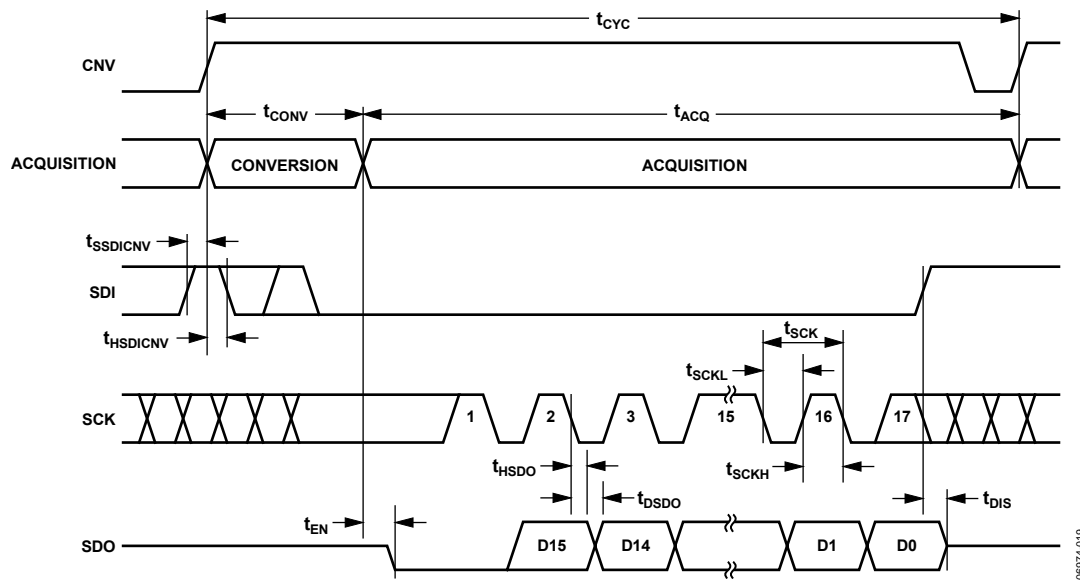 tCYC
CNV
tCONV
tACQ
ACQUISITION
CONVERSION
ACQUISITION
tSSDICNV
SDI
tHSDICNV
tSCK
tSCKL
SCK
1
2
3
15
16
17
tHSDO
tSCKH
tDSDO
tEN
tDIS
SDO
D15
D14
D1
D0